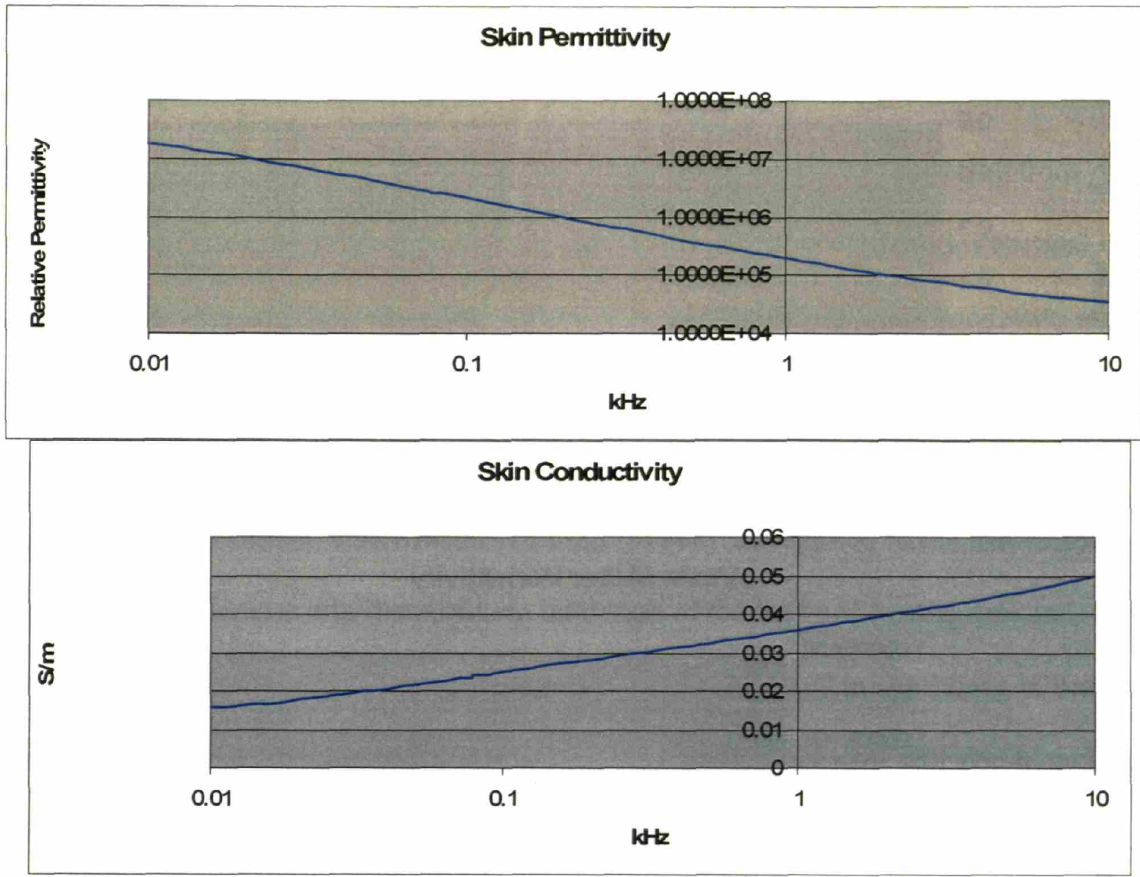 Skin Permittivity
Relative Permittivity
1.0000E+08
1.0000E+07
1.0000E+06
1.0000E+05
1.0000E+04
0.01 0.1 1 10
kHz
Skin Conductivity
S/m
0.06
0.05
0.04
0.03
0.02
0.01
0
0.01 0.1 1 10
kHz